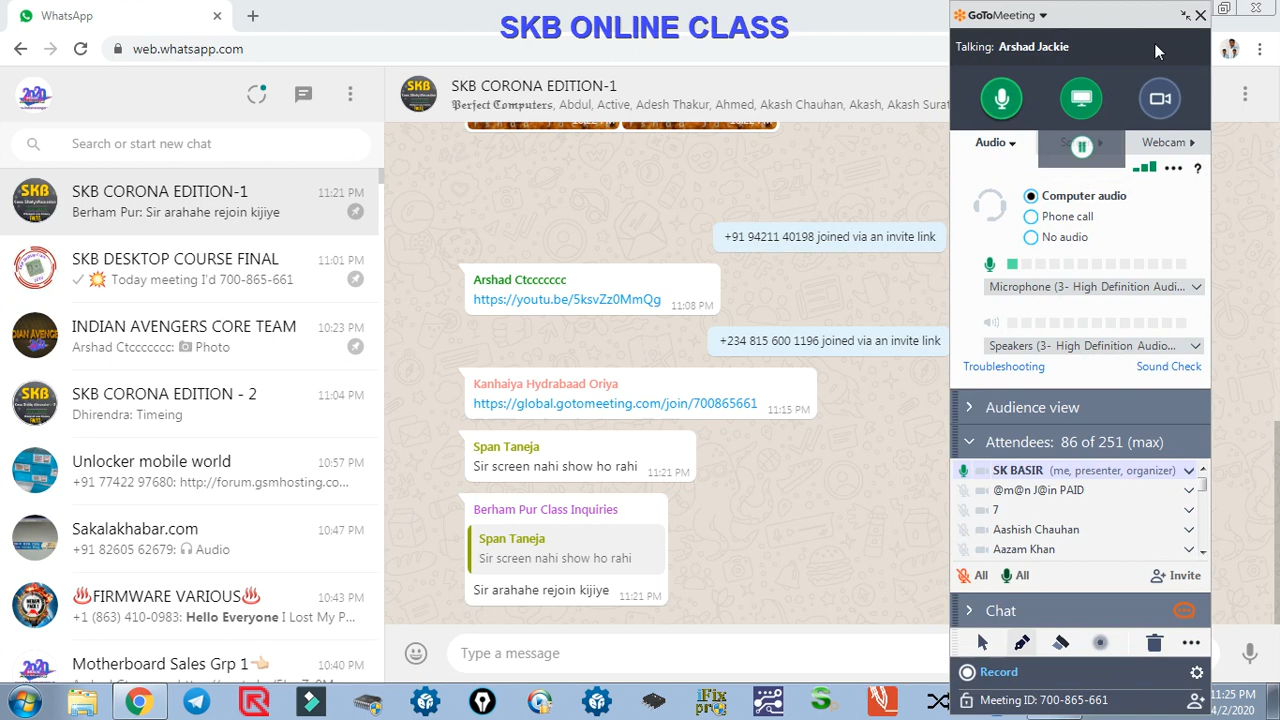 WhatsApp
web.whatsapp.com
SKB ONLINE CLASS
Search or start new chat
SKB CORONA EDITION-1
11:21 PM
Berham Pur: Sir arahahe rejoin kijiye
SKB DESKTOP COURSE FINAL
11:01 PM
Today meeting I'd 700-865-661
INDIAN AVENGERS CORE TEAM
10:23 PM
Arshad Ctccccccc: Photo
SKB CORONA EDITION - 2
11:04 PM
Dhirendra: Timeing
Unlocker mobile world
10:57 PM
+91 77422 97680: http://forum.gsmhosting.co...
Sakalakhabar.com
10:47 PM
+91 82605 62679: Audio
FIRMWARE VARIOUS
10:43 PM
+1 (863) 410-0983: Hello Everyone I Lost My P...
Motherboard Sales Grp 1
10:40 PM
SKB CORONA EDITION-1
Perfect Computers, Abdul, Active, Adesh Thakur, Ahmed, Akash Chauhan, Akash, Akash Surat
+91 94211 40198 joined via an invite link
Arshad Ctccccccc
https://youtu.be/5ksvZz0MmQg
11:08 PM
+234 815 600 1196 joined via an invite link
Kanhaiya Hydrabaad Oriya
https://global.gotomeeting.com/join/700865661
11:15 PM
Span Taneja
Sir screen nahi show ho rahi
11:21 PM
Berham Pur Class Inquiries
Span Taneja
Sir screen nahi show ho rahi
Sir arahahe rejoin kijiye
11:21 PM
Type a message
GoToMeeting
Talking: Arshad Jackie
Audio
Webcam
?
Computer audio
Phone call
No audio
Microphone (3- High Definition Audi...
Speakers (3- High Definition Audio...
Troubleshooting
Sound Check
Audience view
Attendees: 86 of 251 (max)
SK BASIR (me, presenter, organizer)
@m@n J@in PAID
7
Aashish Chauhan
Aazam Khan
All
All
Invite
Chat
Record
Meeting ID: 700-865-661
11:25 PM
4/2/2020